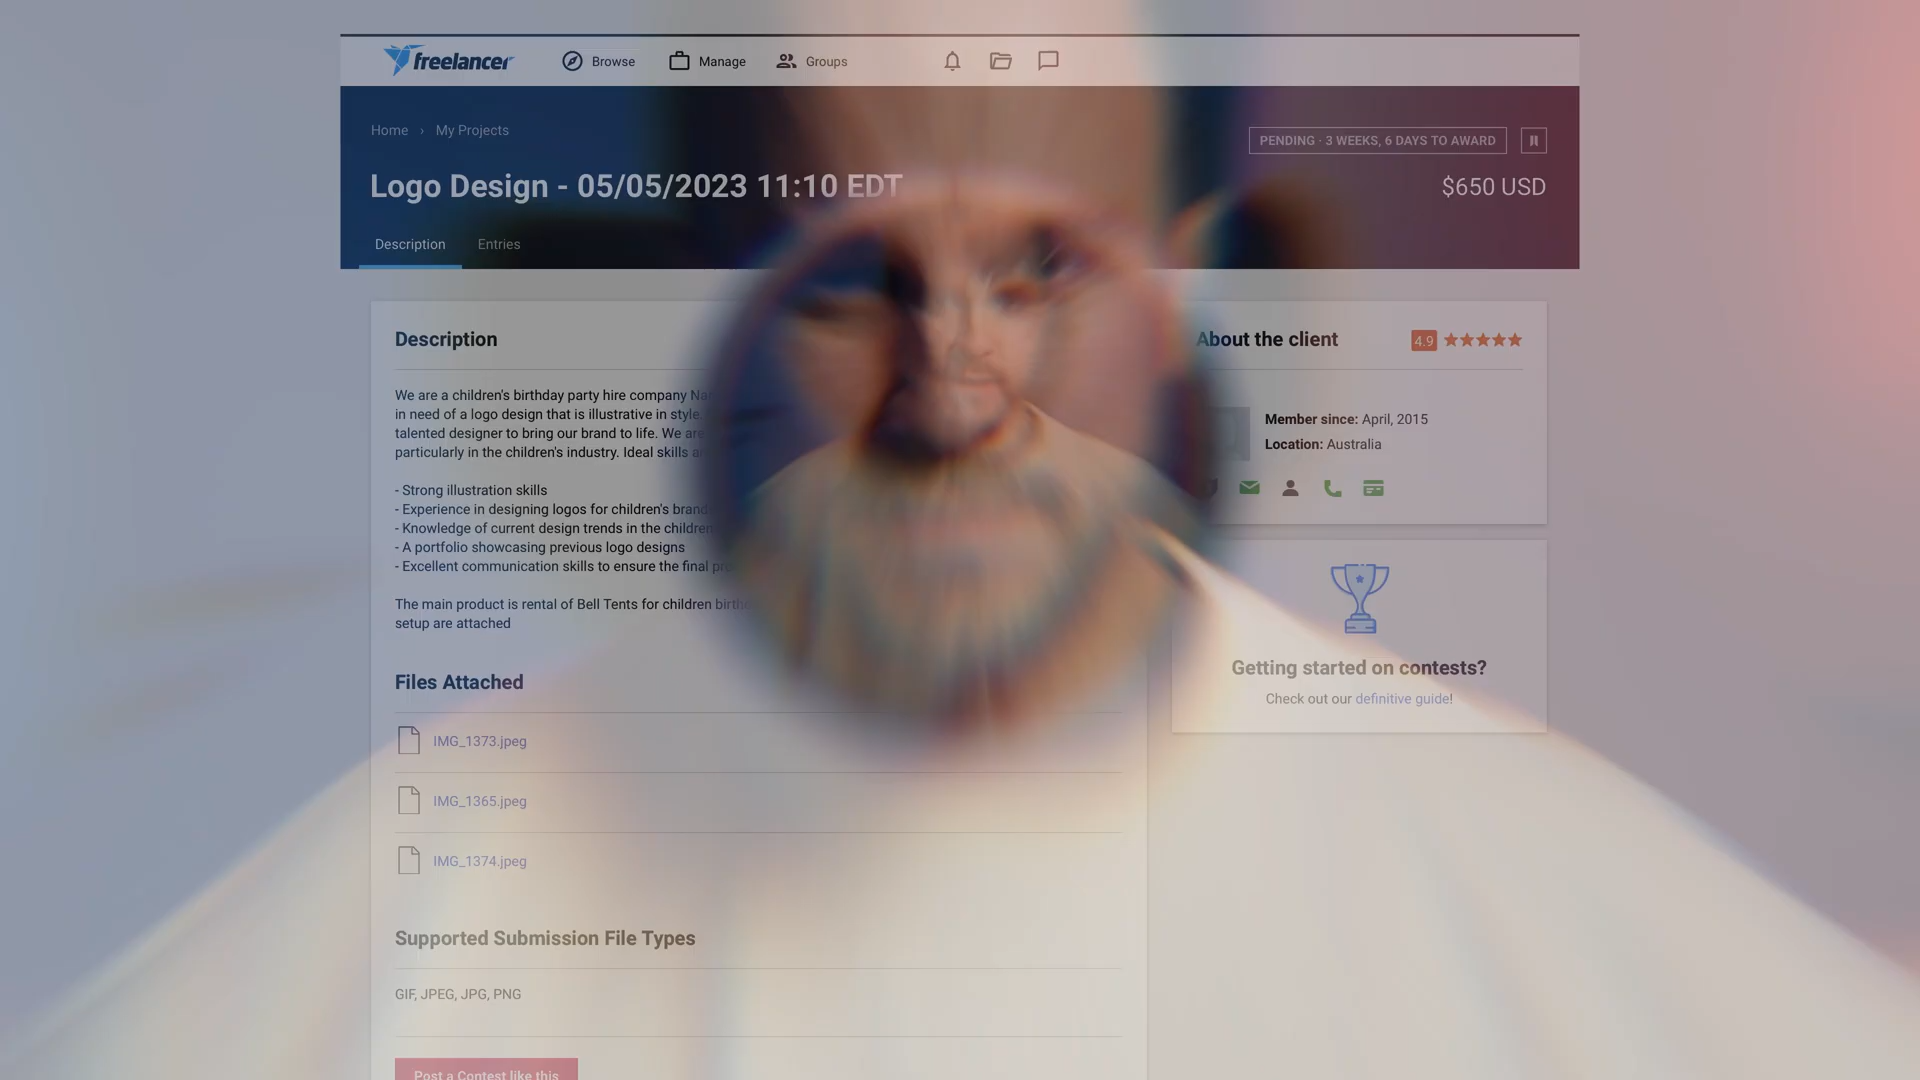 freelancer
Browse
Manage
Groups
Home › My Projects
PENDING · 3 WEEKS, 6 DAYS TO AWARD
Logo Design - 05/05/2023 11:10 EDT
$650 USD
Description
Entries
Description
We are a children's birthday party hire company
in need of a logo design that is illustrative in style.
talented designer to bring our brand to life. We are
particularly in the children's industry. Ideal skills
- Strong illustration skills
- Experience in designing logos for children's brands
- Knowledge of current design trends in the children
- A portfolio showcasing previous logo designs
- Excellent communication skills to ensure the final
The main product is rental of Bell Tents for children
setup are attached
Files Attached
IMG_1373.jpeg
IMG_1365.jpeg
IMG_1374.jpeg
Supported Submission File Types
GIF, JPEG, JPG, PNG
Post a Contest like this
About the client
4.9
Member since: April, 2015
Location: Australia
Getting started on contests?
Check out our definitive guide!